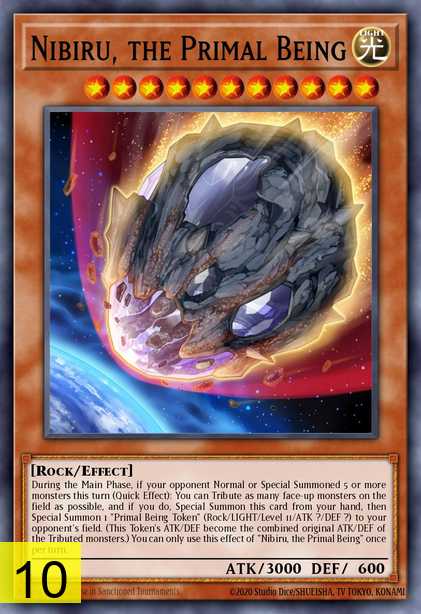 NIBIRU, THE PRIMAL BEING
LIGHT
光
[ROCK/EFFECT]
During the Main Phase, if your opponent Normal or Special Summoned 5 or
more monsters this turn (Quick Effect): You can Tribute as many face-up monsters on the
field as possible, and if you do, Special Summon this card from your hand, then
Special Summon 1 "Primal Being Token" (Rock/LIGHT/Level 11/ATK ?/DEF ?) to your
opponent's field. (This Token's ATK/DEF become the combined original ATK/DEF of
the Tributed monsters.) You can only use this effect of "Nibiru, the Primal Being" once
per turn.
ATK/3000 DEF/ 600
10
Use in Sanctioned Tournaments
©2020 Studio Dice/SHUEISHA, TV TOKYO, KONAMI